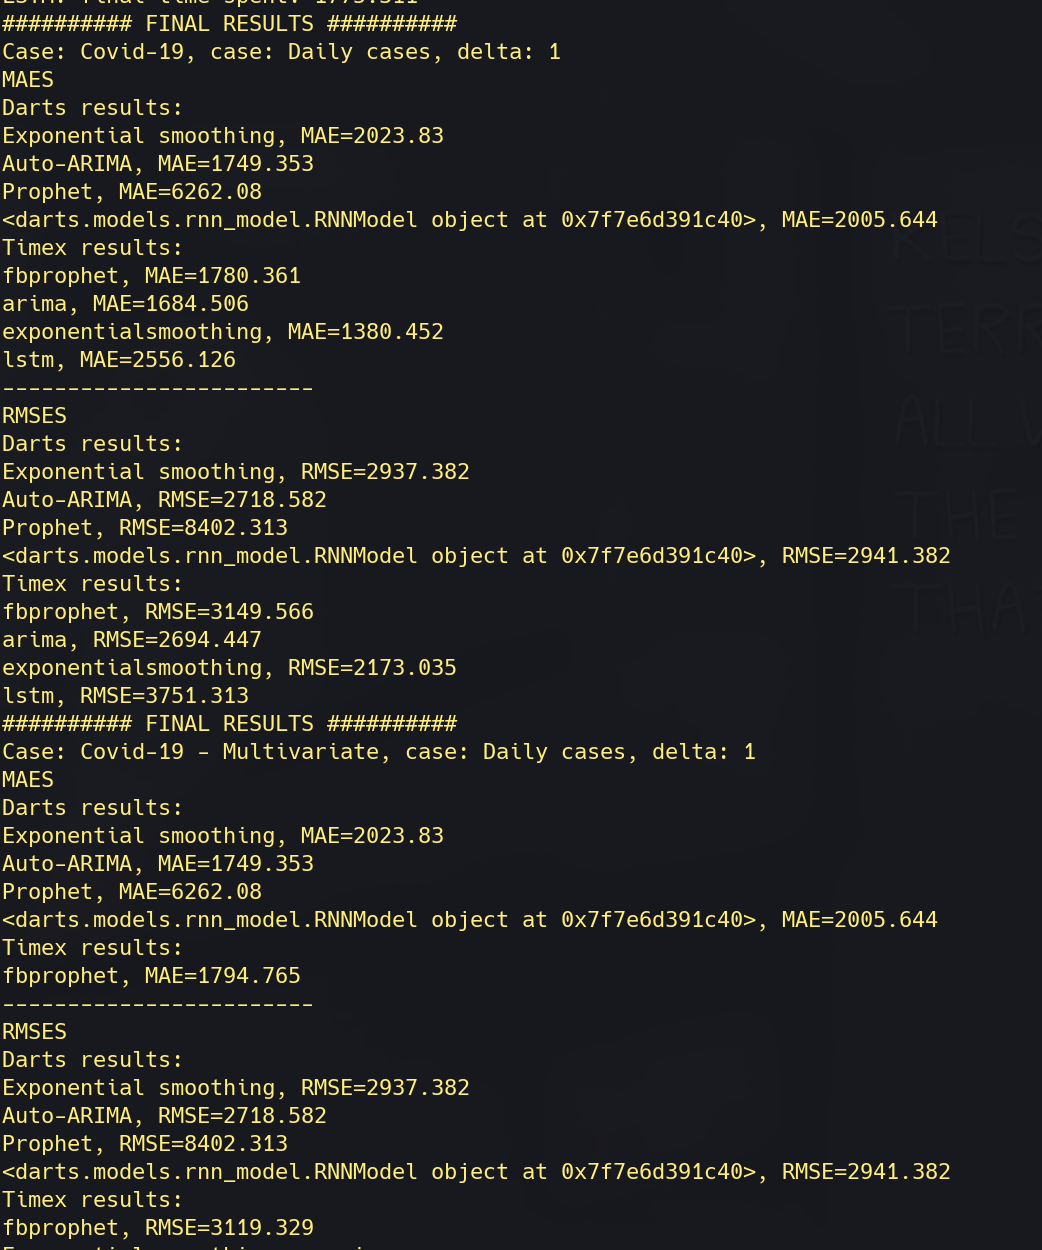 LSTM: final time spent: 1773.311
########## FINAL RESULTS ##########
Case: Covid-19, case: Daily cases, delta: 1
MAES
Darts results:
Exponential smoothing, MAE=2023.83
Auto-ARIMA, MAE=1749.353
Prophet, MAE=6262.08
<darts.models.rnn_model.RNNModel object at 0x7f7e6d391c40>, MAE=2005.644
Timex results:
fbprophet, MAE=1780.361
arima, MAE=1684.506
exponentialsmoothing, MAE=1380.452
lstm, MAE=2556.126
------------------------
RMSES
Darts results:
Exponential smoothing, RMSE=2937.382
Auto-ARIMA, RMSE=2718.582
Prophet, RMSE=8402.313
<darts.models.rnn_model.RNNModel object at 0x7f7e6d391c40>, RMSE=2941.382
Timex results:
fbprophet, RMSE=3149.566
arima, RMSE=2694.447
exponentialsmoothing, RMSE=2173.035
lstm, RMSE=3751.313
########## FINAL RESULTS ##########
Case: Covid-19 - Multivariate, case: Daily cases, delta: 1
MAES
Darts results:
Exponential smoothing, MAE=2023.83
Auto-ARIMA, MAE=1749.353
Prophet, MAE=6262.08
<darts.models.rnn_model.RNNModel object at 0x7f7e6d391c40>, MAE=2005.644
Timex results:
fbprophet, MAE=1794.765
------------------------
RMSES
Darts results:
Exponential smoothing, RMSE=2937.382
Auto-ARIMA, RMSE=2718.582
Prophet, RMSE=8402.313
<darts.models.rnn_model.RNNModel object at 0x7f7e6d391c40>, RMSE=2941.382
Timex results:
fbprophet, RMSE=3119.329
ALL
THE